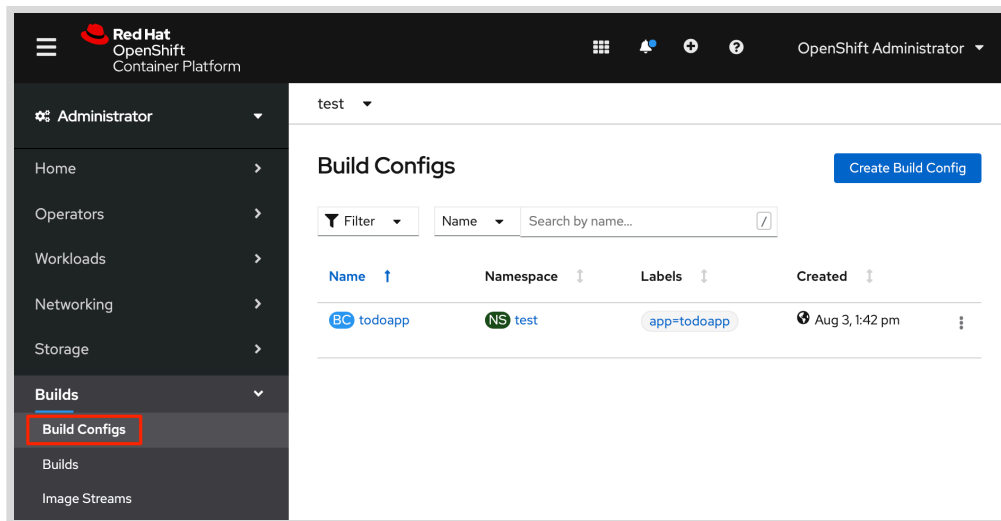 Red Hat
OpenShift
Container Platform
OpenShift Administrator
Administrator
test
Home
Build Configs
Create Build Config
Operators
Filter
Name
Search by name...
/
Workloads
Name
Namespace
Labels
Created
Networking
BC todoapp
NS test
app=todoapp
Aug 3, 1:42 pm
Storage
Builds
Build Configs
Builds
Image Streams